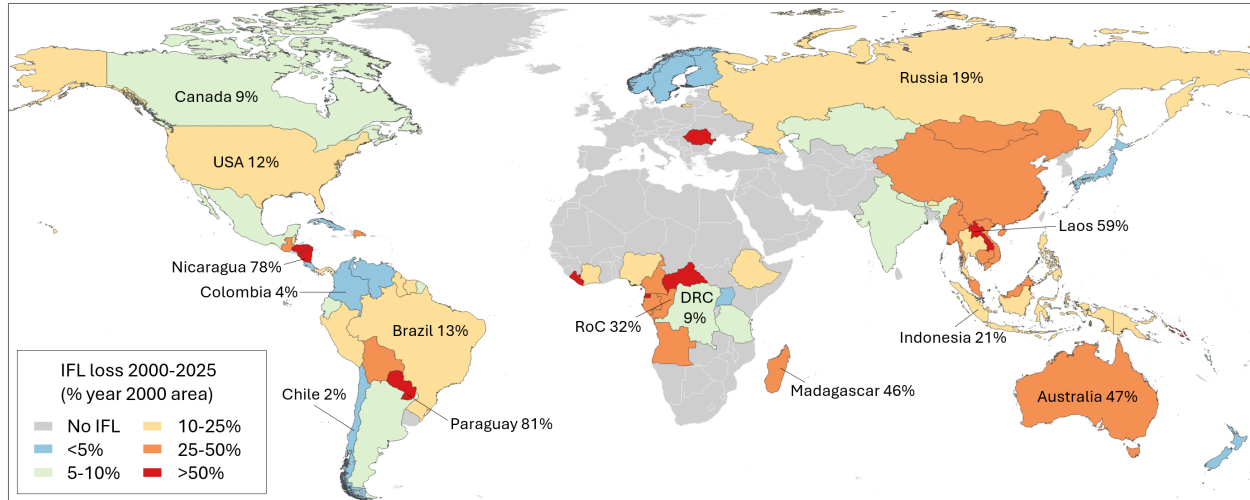 Canada 9%
Russia 19%
USA 12%
Laos 59%
Nicaragua 78%
Colombia 4%
DRC
9%
RoC 32%
Brazil 13%
Indonesia 21%
Madagascar 46%
Australia 47%
Chile 2%
Paraguay 81%
IFL loss 2000-2025
(% year 2000 area)
No IFL
10-25%
<5%
25-50%
5-10%
>50%